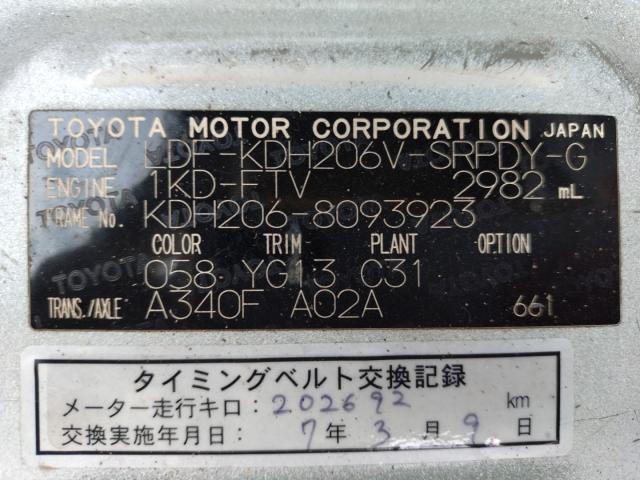 TOYOTA MOTOR CORPORATION JAPAN
MODEL LDF-KDH206V-SRPDY-G
ENGINE 1KD-FTV 2982 mL
FRAME No. KDH206-8093923
COLOR TRIM PLANT OPTION
058 YG13 C31
TRANS./AXLE A340F A02A 661
タイミングベルト交換記録
メーター走行キロ: 202692 km
交換実施年月日: 7年 3月 9日